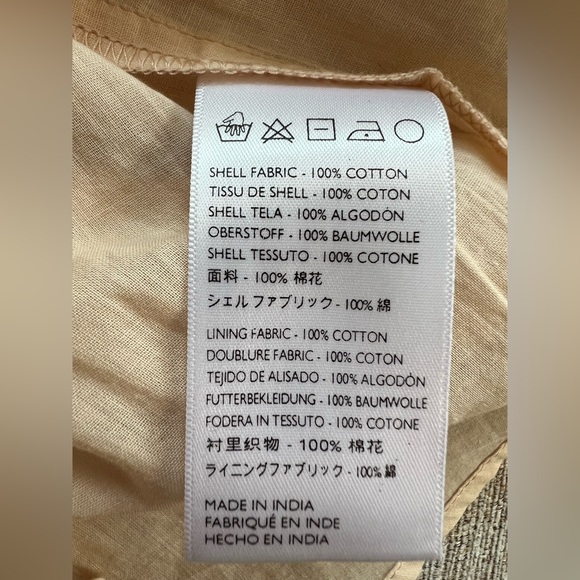 SHELL FABRIC - 100% COTTON
TISSU DE SHELL - 100% COTON
SHELL TELA - 100% ALGODÓN
OBERSTOFF - 100% BAUMWOLLE
SHELL TESSUTO - 100% COTONE
面料 - 100% 棉花
シェルファブリック - 100% 綿
LINING FABRIC - 100% COTTON
DOUBLURE FABRIC - 100% COTON
TEJIDO DE ALISADO - 100% ALGODÓN
FUTTERBEKLEIDUNG - 100% BAUMWOLLE
FODERA IN TESSUTO - 100% COTONE
衬里织物 - 100% 棉花
ライニングファブリック - 100% 綿
MADE IN INDIA
FABRIQUÉ EN INDE
HECHO EN INDIA